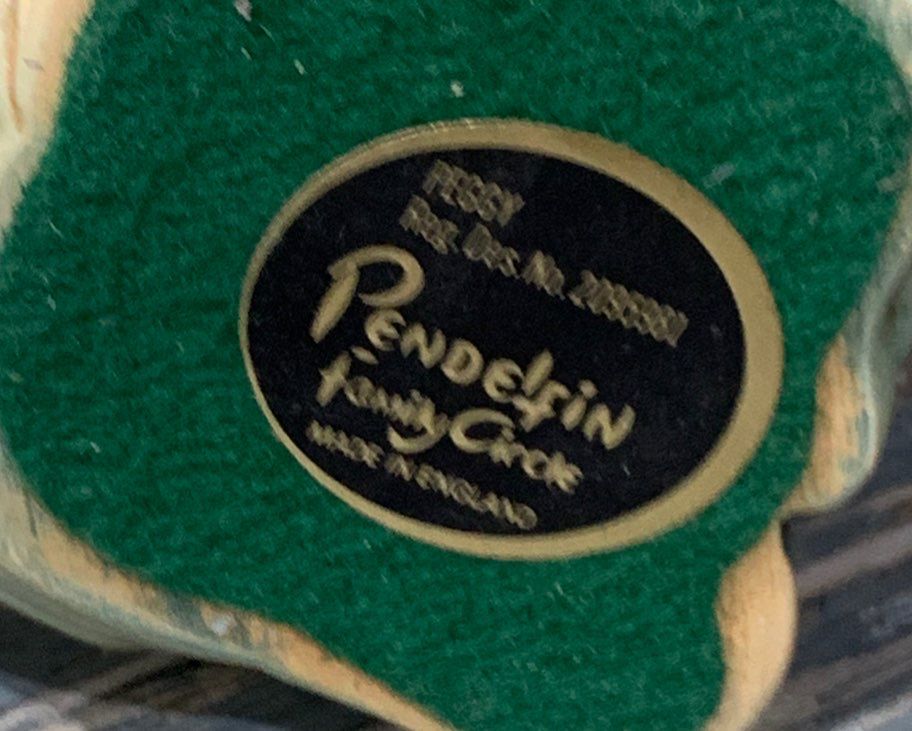 PEGGY
Reg. Des. No.
PENDELFIN
Family Circle
MADE IN ENGLAND